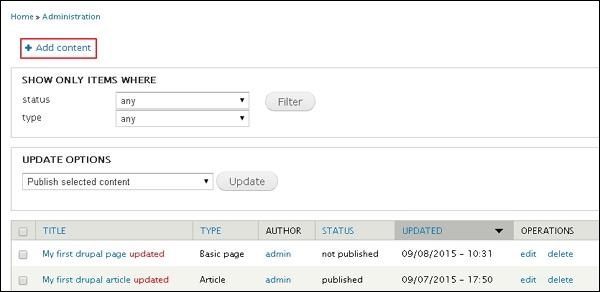 Home » Administration
+ Add content
SHOW ONLY ITEMS WHERE
status any Filter
type any
UPDATE OPTIONS
Publish selected content Update
TITLE TYPE AUTHOR STATUS UPDATED OPERATIONS
My first drupal page updated Basic page admin not published 09/08/2015 - 10:31 edit delete
My first drupal article updated Article admin published 09/07/2015 - 17:50 edit delete